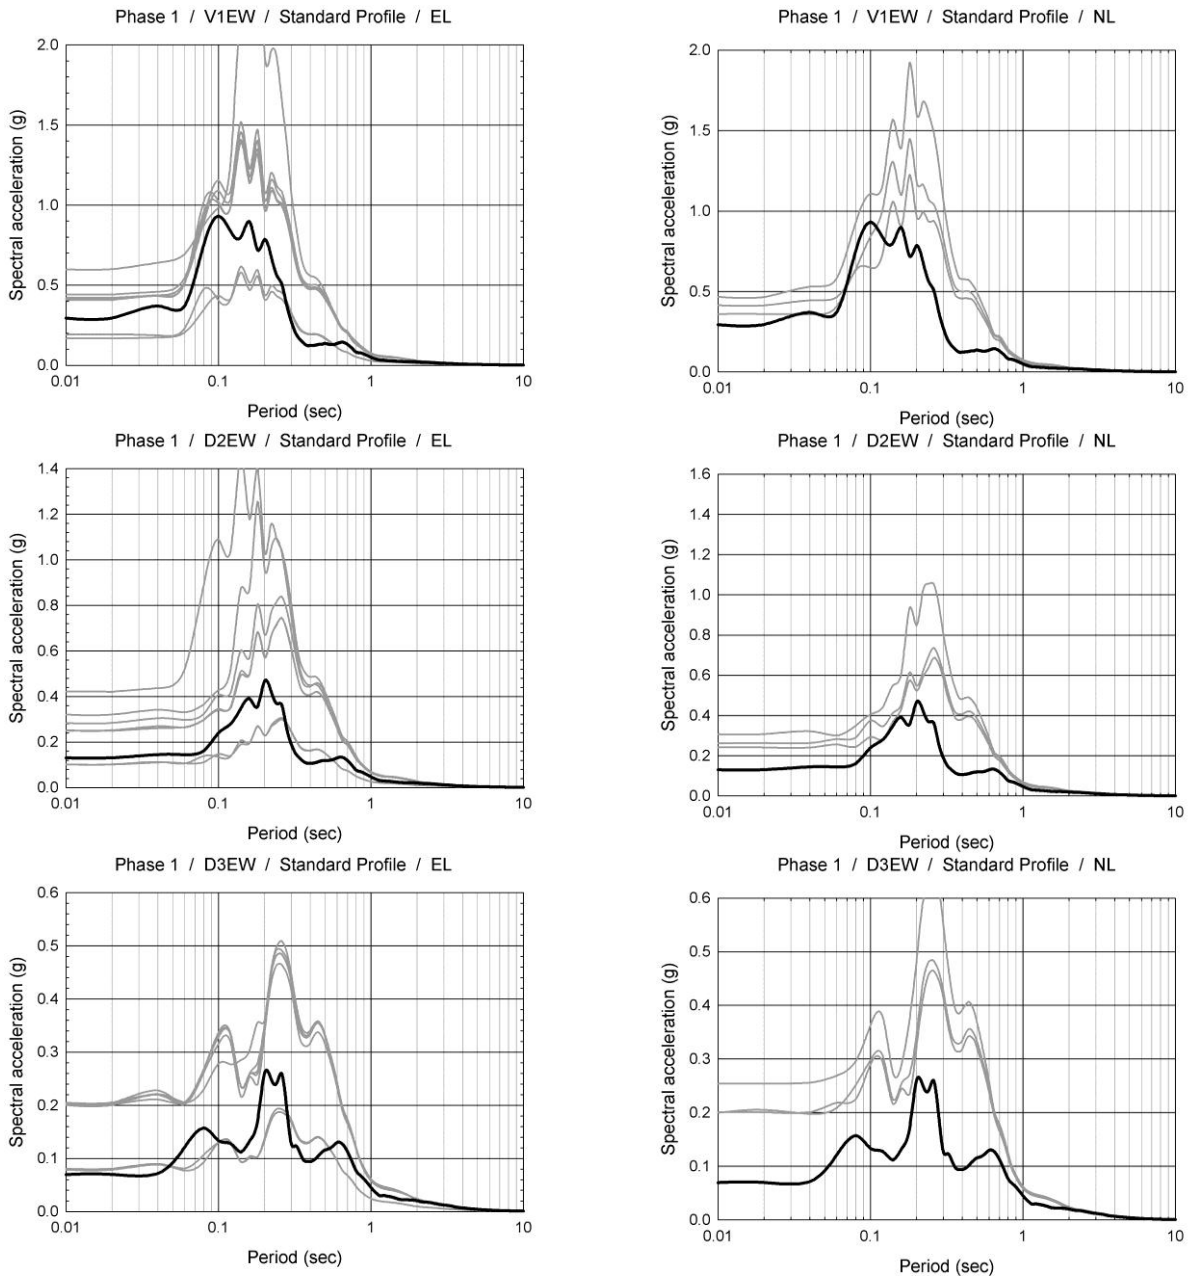 Phase 1 / V1EW / Standard Profile / EL
2.0
1.5
1.0
0.5
0.0
Spectral acceleration (g)
0.01 0.1 1 10
Period (sec)
Phase 1 / V1EW / Standard Profile / NL
2.0
1.5
1.0
0.5
0.0
Spectral acceleration (g)
0.01 0.1 1 10
Period (sec)
Phase 1 / D2EW / Standard Profile / EL
1.4
1.2
1.0
0.8
0.6
0.4
0.2
0.0
Spectral acceleration (g)
0.01 0.1 1 10
Period (sec)
Phase 1 / D2EW / Standard Profile / NL
1.6
1.4
1.2
1.0
0.8
0.6
0.4
0.2
0.0
Spectral acceleration (g)
0.01 0.1 1 10
Period (sec)
Phase 1 / D3EW / Standard Profile / EL
0.6
0.5
0.4
0.3
0.2
0.1
0.0
Spectral acceleration (g)
0.01 0.1 1 10
Period (sec)
Phase 1 / D3EW / Standard Profile / NL
0.6
0.5
0.4
0.3
0.2
0.1
0.0
Spectral acceleration (g)
0.01 0.1 1 10
Period (sec)